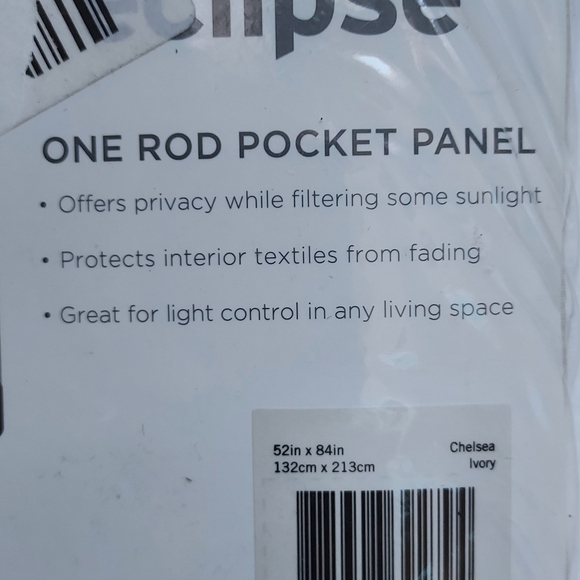 eclipse
ONE ROD POCKET PANEL
• Offers privacy while filtering some sunlight
• Protects interior textiles from fading
• Great for light control in any living space
52in x 84in Chelsea
132cm x 213cm Ivory